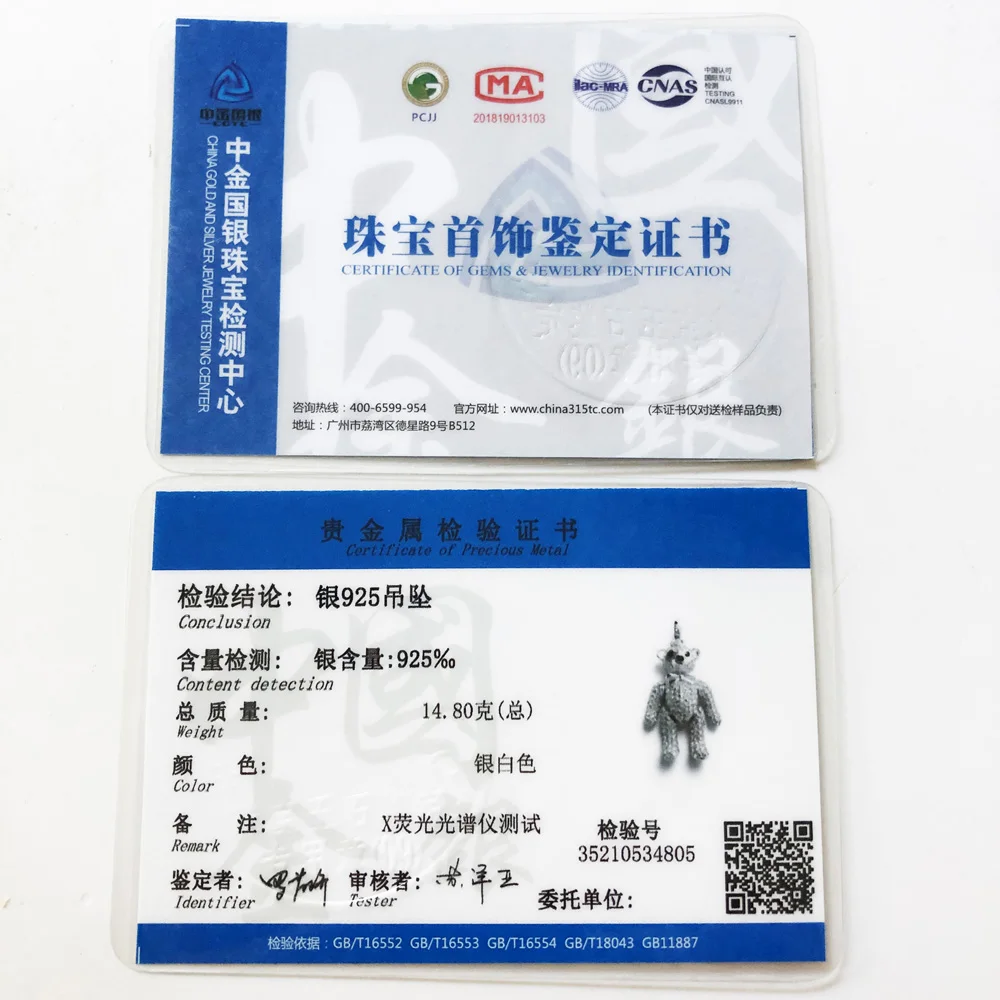 中金国银
CGTC
中金国银珠宝检测中心
CHINA GOLD AND SILVER JEWELRY TESTING CENTER
PCJJ
MA
201819013103
ilac-MRA
CNAS
中国认可
国际互认
检测
TESTING
CNASL9911
珠宝首饰鉴定证书
CERTIFICATE OF GEMS & JEWELRY IDENTIFICATION
咨询热线：400-6599-954 官方网址：www.china315tc.com (本证书仅对送检样品负责)
地址：广州市荔湾区德星路9号B512
贵金属检验证书
Certificate of Precious Metal
检验结论: 银925吊坠
Conclusion
含量检测: 银含量:925‰
Content detection
总 质 量: 14.80克(总)
Weight
颜 色: 银白色
Color
备 注: X荧光光谱仪测试
Remark
检验号
35210534805
鉴定者: 审核者:
Identifier Tester
委托单位:
检验依据：GB/T16552 GB/T16553 GB/T16554 GB/T18043 GB11887